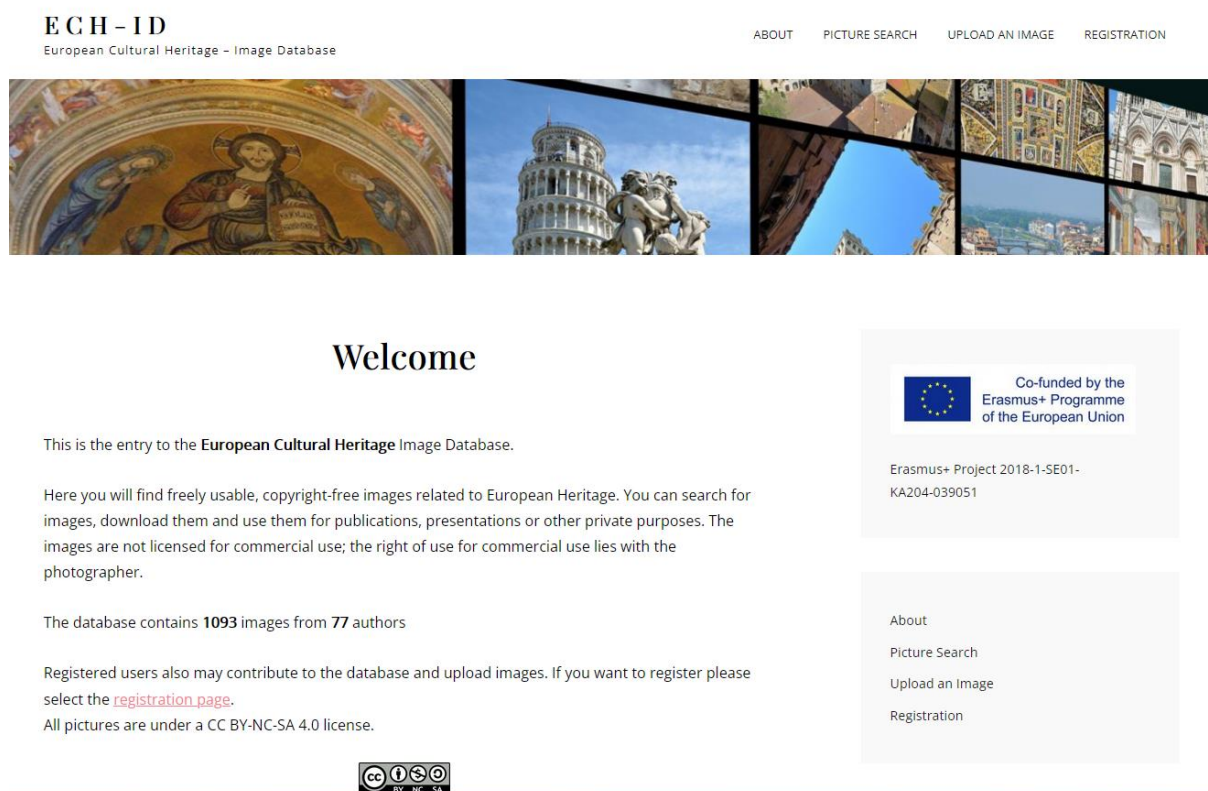 ECH-ID
European Cultural Heritage – Image Database
ABOUT PICTURE SEARCH UPLOAD AN IMAGE REGISTRATION
Welcome
This is the entry to the European Cultural Heritage Image Database.
Here you will find freely usable, copyright-free images related to European Heritage. You can search for
images, download them and use them for publications, presentations or other private purposes. The
images are not licensed for commercial use; the right of use for commercial use lies with the
photographer.
The database contains 1093 images from 77 authors
Registered users also may contribute to the database and upload images. If you want to register please
select the registration page.
All pictures are under a CC BY-NC-SA 4.0 license.
cc
BY NC SA
Co-funded by the
Erasmus+ Programme
of the European Union
Erasmus+ Project 2018-1-SE01-
KA204-039051
About
Picture Search
Upload an Image
Registration